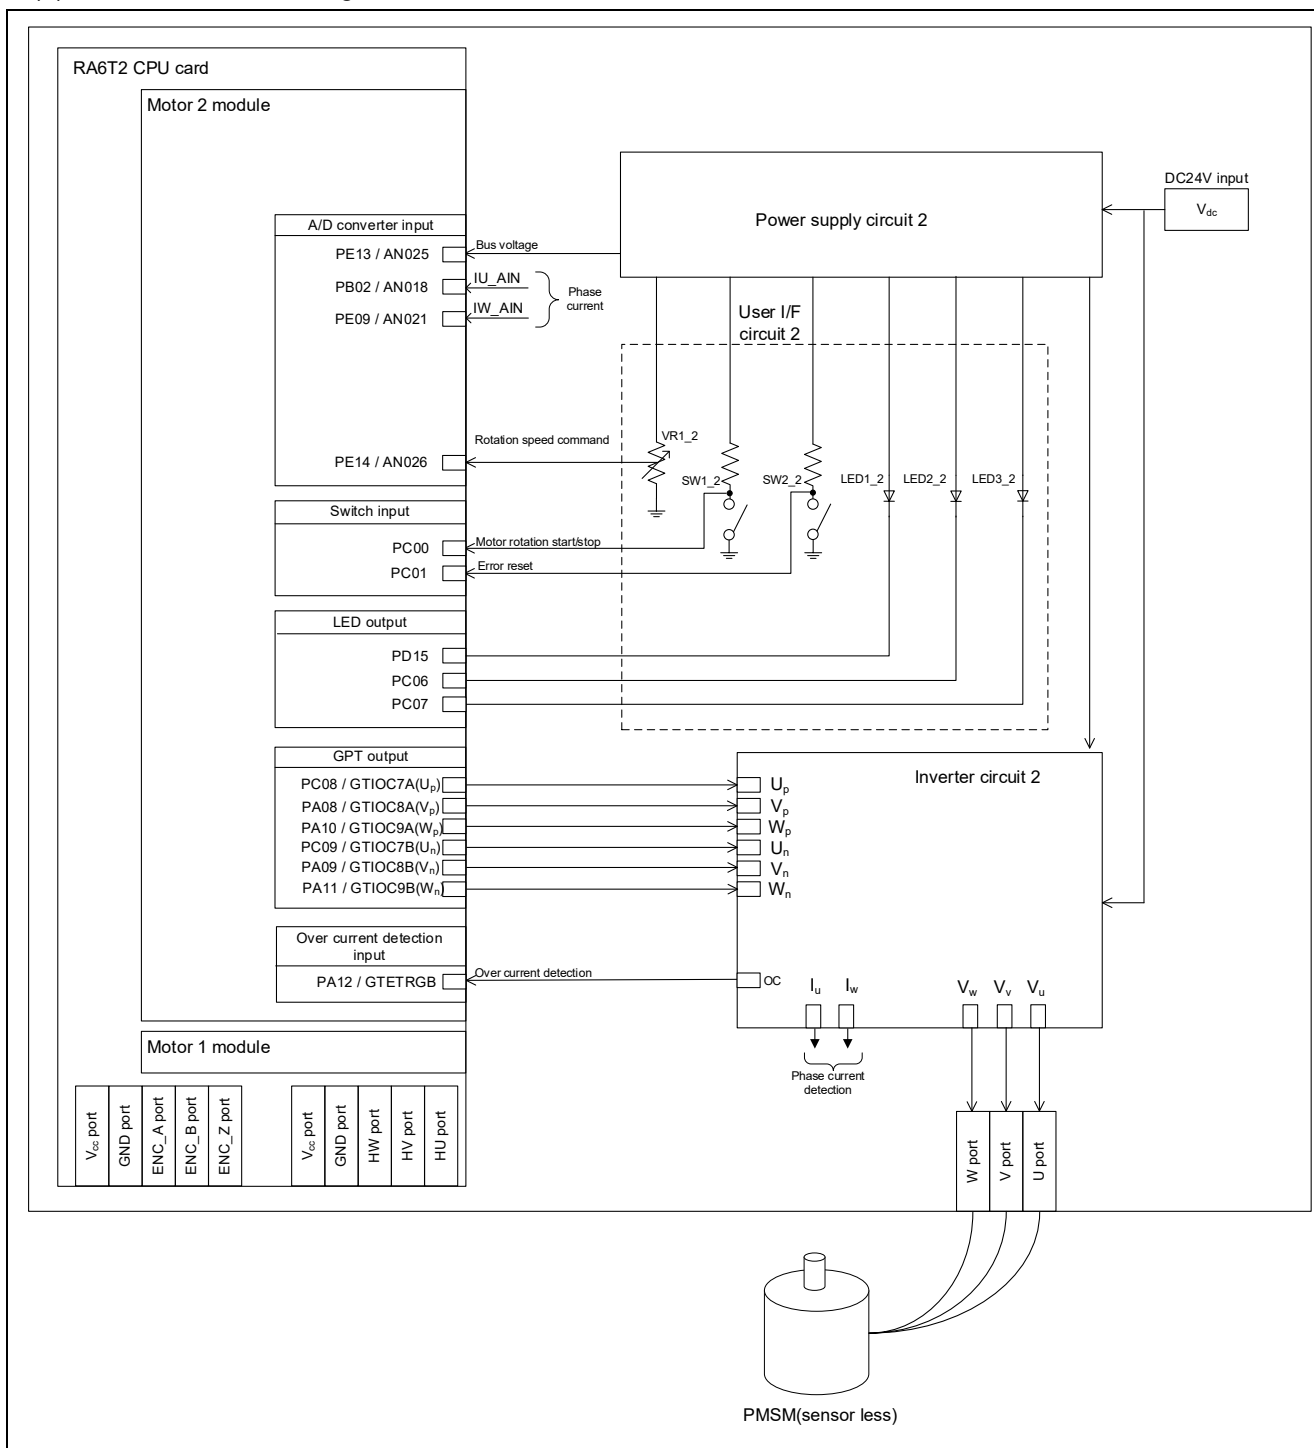 RA6T2 CPU card
Motor 2 module
A/D converter input
PE13 / AN025
PB02 / AN018
PE09 / AN021
PE14 / AN026
Bus voltage
IU_AIN
IW_AIN
Phase
current
Rotation speed command
Power supply circuit 2
DC24V input
Vdc
User I/F
circuit 2
VR1_2
SW1_2
SW2_2
LED1_2
LED2_2
LED3_2
Switch input
PC00
PC01
Motor rotation start/stop
Error reset
LED output
PD15
PC06
PC07
GPT output
PC08 / GTIOC7A(Up)
PA08 / GTIOC8A(Vp)
PA10 / GTIOC9A(Wp)
PC09 / GTIOC7B(Un)
PA09 / GTIOC8B(Vn)
PA11 / GTIOC9B(Wn)
Inverter circuit 2
Up
Vp
Wp
Un
Vn
Wn
Over current detection
input
PA12 / GTETRGB
Over current detection
OC
Iu
Iw
Vw
Vv
Vu
Phase current
detection
Motor 1 module
Vcc port
GND port
ENC_A port
ENC_B port
ENC_Z port
Vcc port
GND port
HW port
HV port
HU port
W port
V port
U port
PMSM(sensor less)